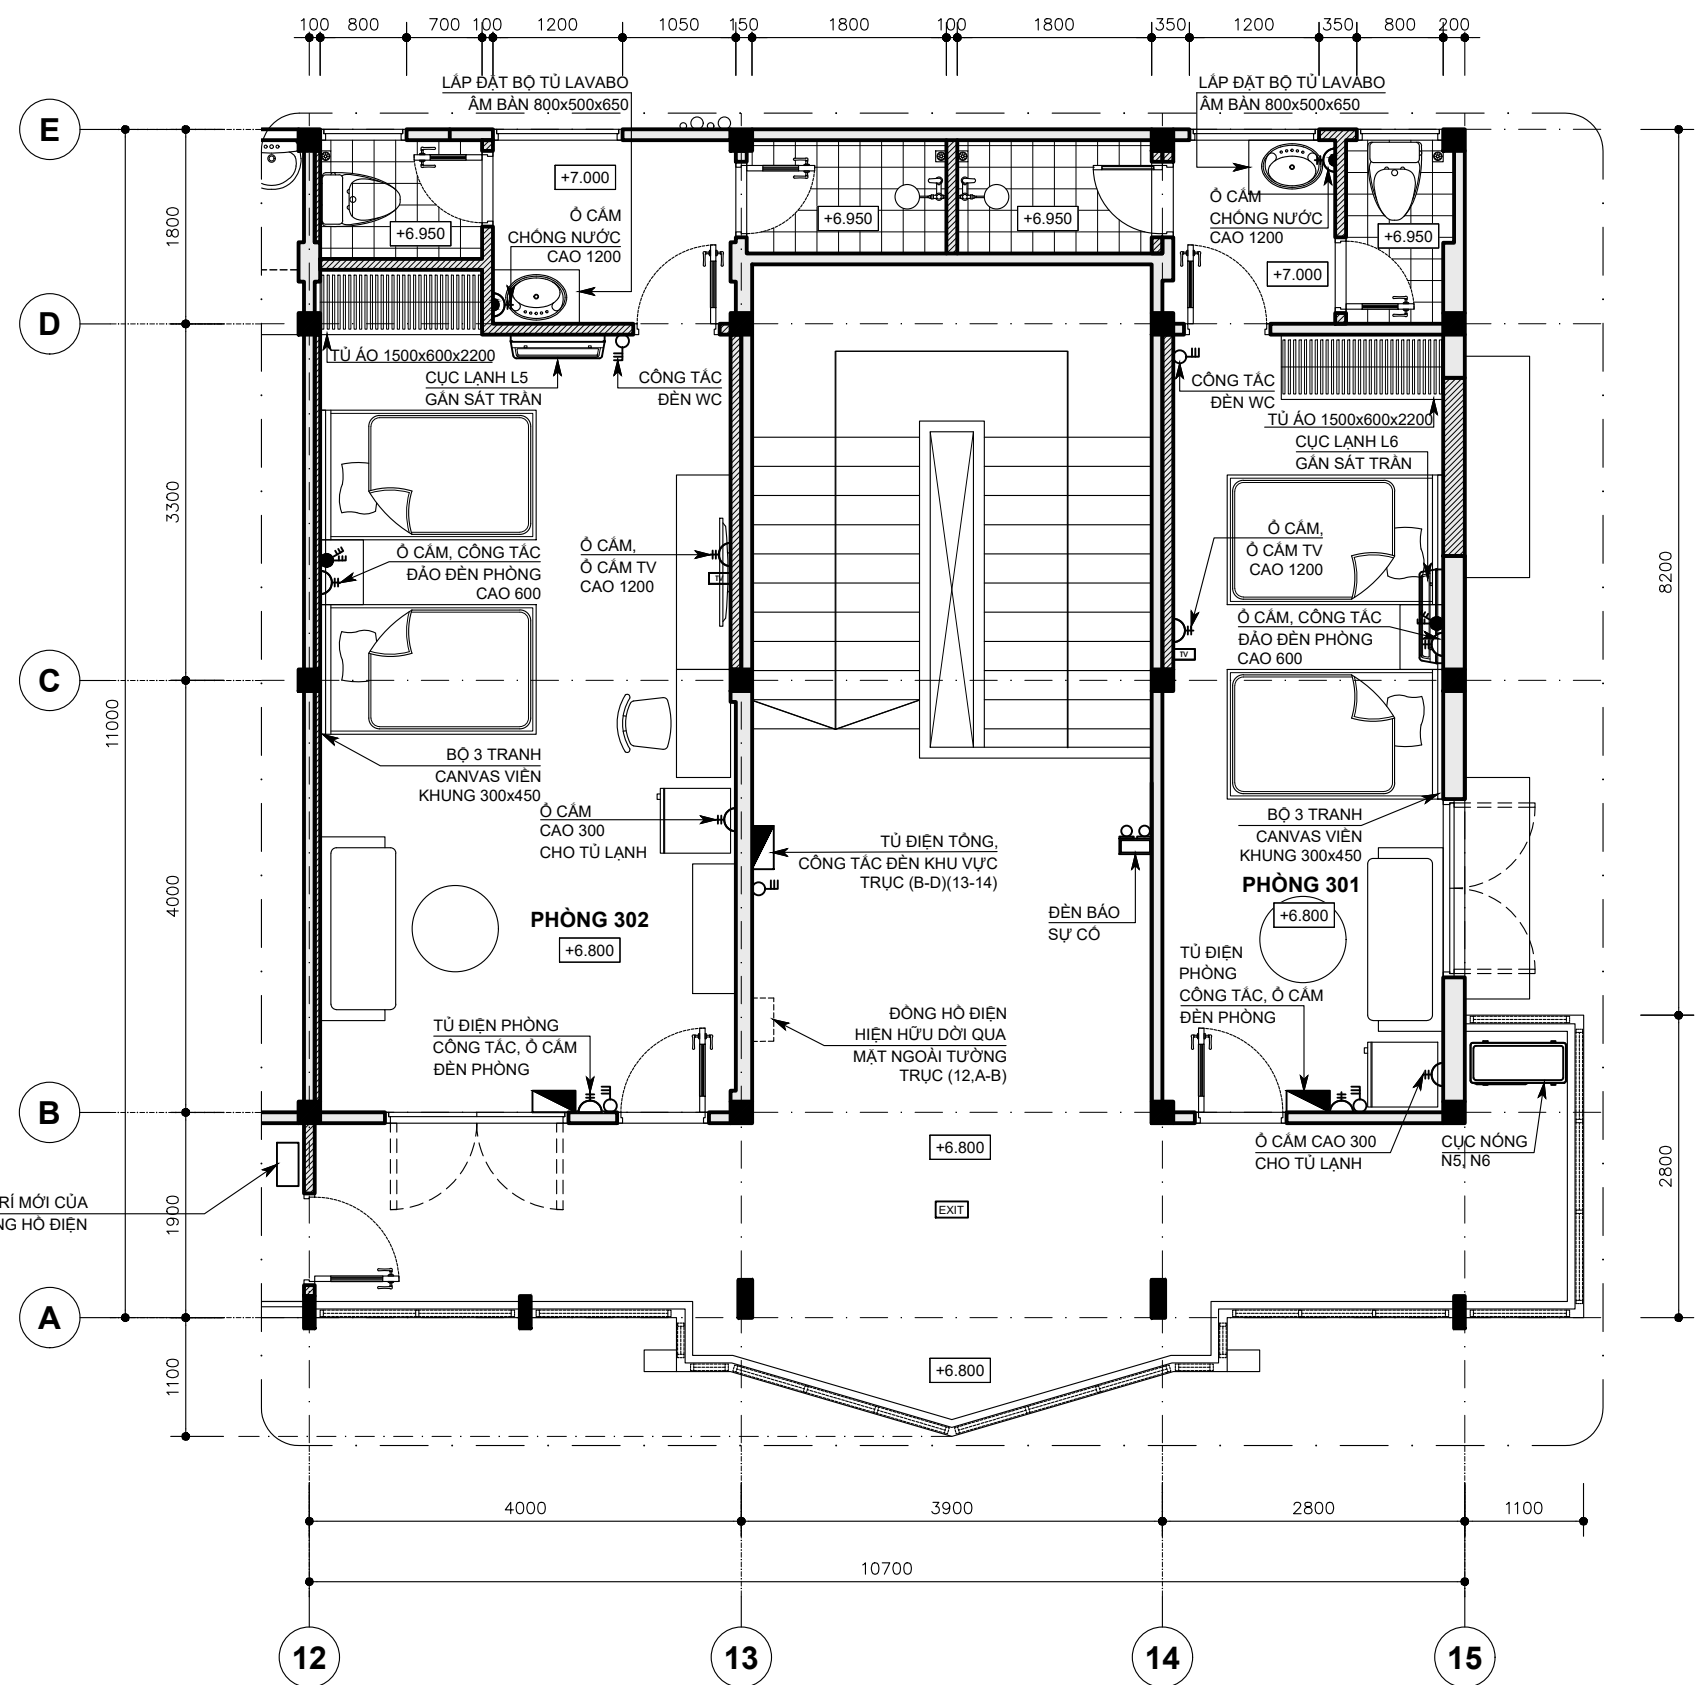 100 800 700 100 1200 1050 150 1800 100 1800 350 1200 350 800 200
LẮP ĐẶT BỘ TỦ LAVABO
ÂM BÀN 800x500x650
LẮP ĐẶT BỘ TỦ LAVABO
ÂM BÀN 800x500x650
E
+7.000
Ổ CẮM
CHỐNG NƯỚC
CAO 1200
+6.950
+6.950
+6.950
Ổ CẮM
CHỐNG NƯỚC
CAO 1200
+6.950
+7.000
1800
D
TỦ ÁO 1500x600x2200
CỤC LẠNH L5
GẮN SÁT TRẦN
CÔNG TẮC
ĐÈN WC
CÔNG TẮC
ĐÈN WC
TỦ ÁO 1500x600x2200
CỤC LẠNH L6
GẮN SÁT TRẦN
3300
Ổ CẮM, CÔNG TẮC
ĐẢO ĐÈN PHÒNG
CAO 600
Ổ CẮM,
Ổ CẮM TV
CAO 1200
TV
Ổ CẮM,
Ổ CẮM TV
CAO 1200
TV
Ổ CẮM, CÔNG TẮC
ĐẢO ĐÈN PHÒNG
CAO 600
8200
C
11000
BỘ 3 TRANH
CANVAS VIỀN
KHUNG 300x450
Ổ CẮM
CAO 300
CHO TỦ LẠNH
TỦ ĐIỆN TỔNG,
CÔNG TẮC ĐÈN KHU VỰC
TRỤC (B-D)(13-14)
BỘ 3 TRANH
CANVAS VIỀN
KHUNG 300x450
4000
PHÒNG 302
+6.800
ĐÈN BÁO
SỰ CỐ
PHÒNG 301
+6.800
TỦ ĐIỆN
PHÒNG
CÔNG TẮC, Ổ CẮM
ĐÈN PHÒNG
TỦ ĐIỆN PHÒNG
CÔNG TẮC, Ổ CẮM
ĐÈN PHÒNG
ĐỒNG HỒ ĐIỆN
HIỆN HỮU DỜI QUA
MẶT NGOÀI TƯỜNG
TRỤC (12,A-B)
B
+6.800
Ổ CẮM CAO 300
CHO TỦ LẠNH
CỤC NÓNG
N5, N6
2800
RÍ MỚI CỦA
NG HỒ ĐIỆN
1900
EXIT
A
+6.800
1100
4000 3900 2800 1100
10700
12 13 14 15